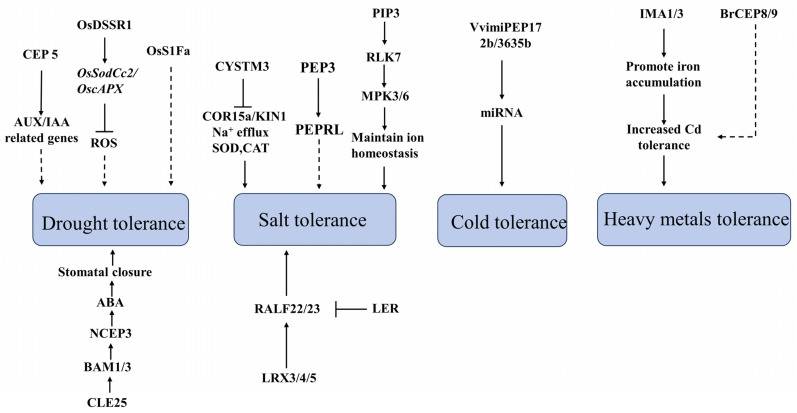 OsDSSR1
CEP 5
OsS1Fa
OsSodCc2/
OscAPX
AUX/IAA
related genes
ROS
Drought tolerance
Stomatal closure
ABA
NCEP3
BAM1/3
CLE25
CYSTM3
COR15a/KIN1
Na⁺ efflux
SOD,CAT
PEP3
PEPRL
PIP3
RLK7
MPK3/6
Maintain ion
homeostasis
Salt tolerance
RALF22/23
LER
LRX3/4/5
VvimiPEP17
2b/3635b
miRNA
Cold tolerance
IMA1/3
BrCEP8/9
Promote iron
accumulation
Increased Cd
tolerance
Heavy metals tolerance